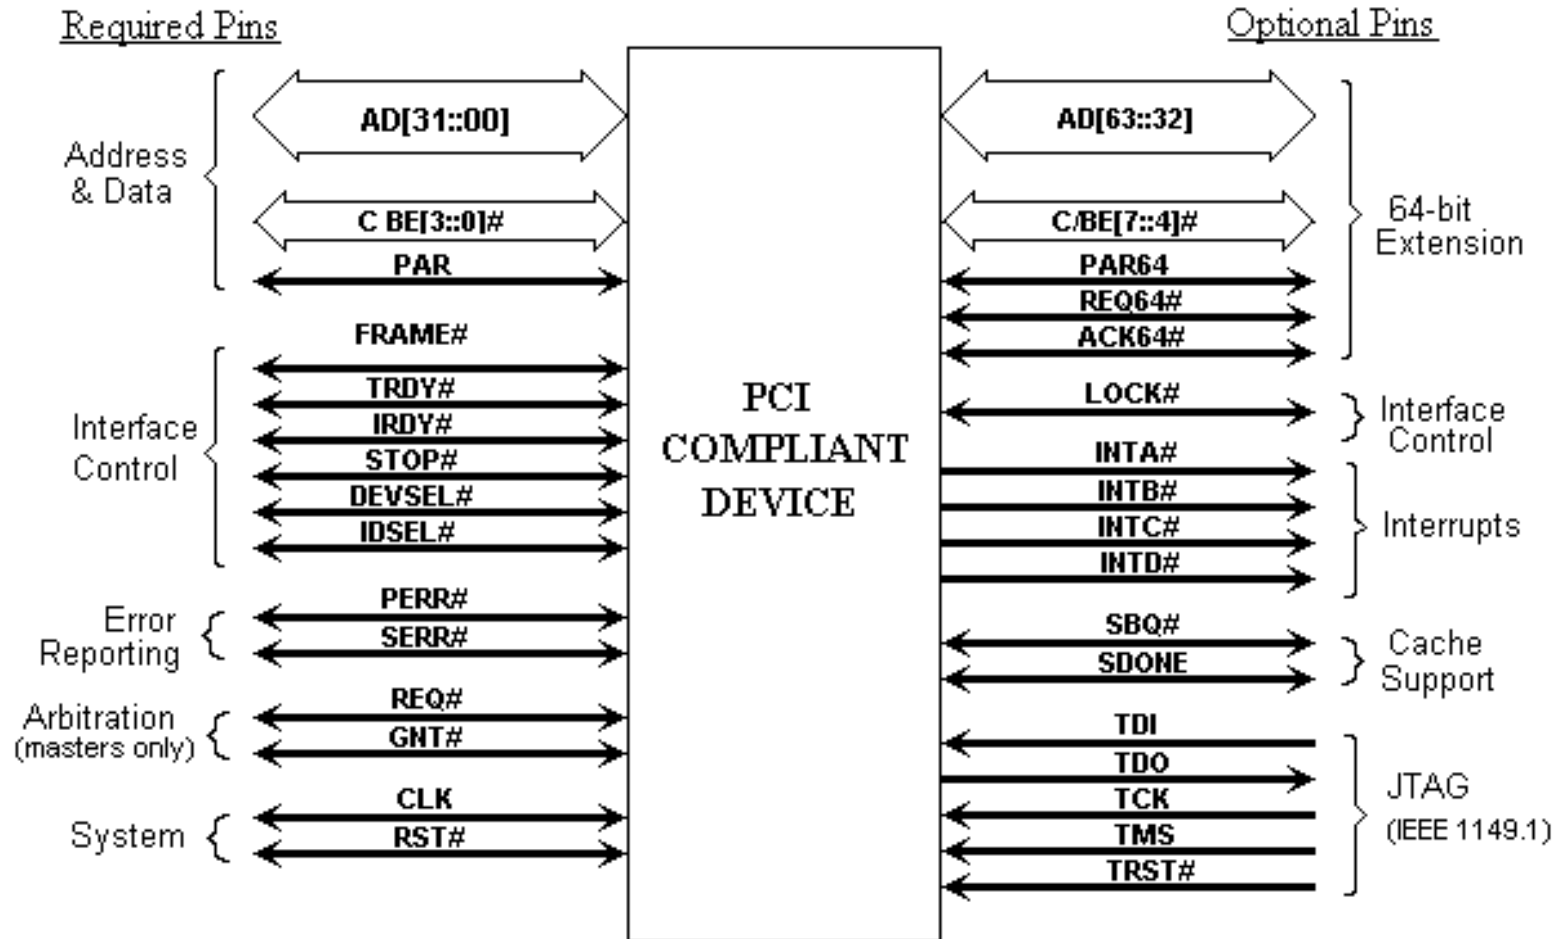 Required Pins
Address
& Data
AD[31::00]
C BE[3::0]#
PAR
Interface
Control
FRAME#
TRDY#
IRDY#
STOP#
DEVSEL#
IDSEL#
Error
Reporting
PERR#
SERR#
Arbitration
(masters only)
REQ#
GNT#
System
CLK
RST#
PCI
COMPLIANT
DEVICE
Optional Pins
AD[63::32]
C/BE[7::4]#
PAR64
REQ64#
ACK64#
64-bit
Extension
LOCK#
Interface
Control
INTA#
INTB#
INTC#
INTD#
Interrupts
SBQ#
SDONE
Cache
Support
TDI
TDO
TCK
TMS
TRST#
JTAG
(IEEE 1149.1)